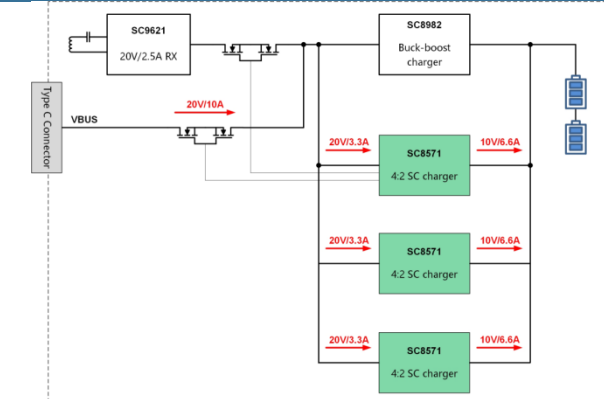 SC9621
20V/2.5A RX
SC8982
Buck-boost
charger
Type C Connector
VBUS
20V/10A
20V/3.3A
SC8571
4:2 SC charger
10V/6.6A
20V/3.3A
SC8571
4:2 SC charger
10V/6.6A
20V/3.3A
SC8571
4:2 SC charger
10V/6.6A